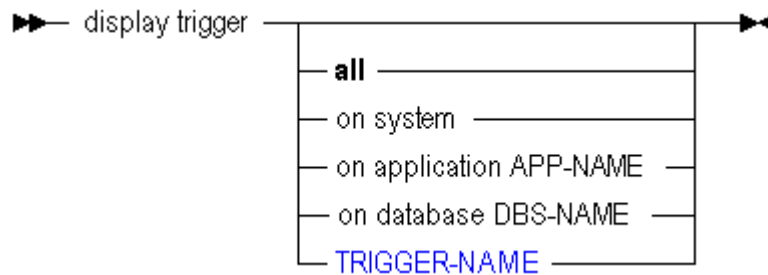 display trigger
all
on system
on application APP-NAME
on database DBS-NAME
TRIGGER-NAME